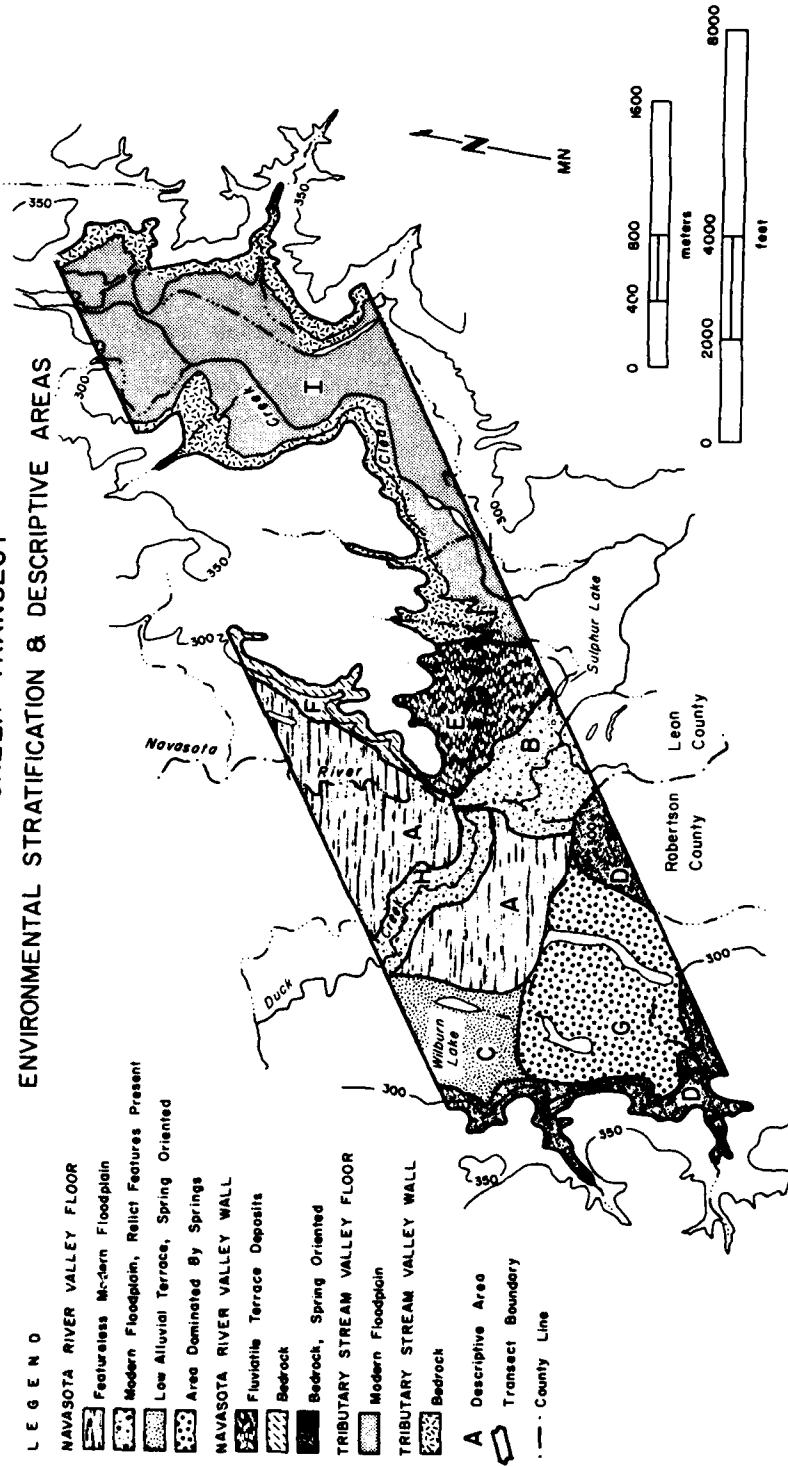 ENVIRONMENTAL STRATIFICATION & DESCRIPTIVE AREAS
LEGEND
NAVASOTA RIVER VALLEY FLOOR
Featureless Modern Floodplain
Modern Floodplain, Relict Features Present
Low Alluvial Terrace, Spring Oriented
Area Dominated By Springs
NAVASOTA RIVER VALLEY WALL
Fluviatile Terrace Deposits
Bedrock
Bedrock, Spring Oriented
TRIBUTARY STREAM VALLEY FLOOR
Modern Floodplain
TRIBUTARY STREAM VALLEY WALL
Bedrock
A Descriptive Area
Transect Boundary
County Line
350
300
350
350
300
Navasota
River
Creek
Clear
I
F
E
A
H
Creek
A
B
Duck
Wilburn
Lake
C
G
D
D
300
300
300
350
350
Sulphur Lake
Leon
County
Robertson
County
N
MN
0 400 800 1600
meters
0 2000 4000 8000
feet